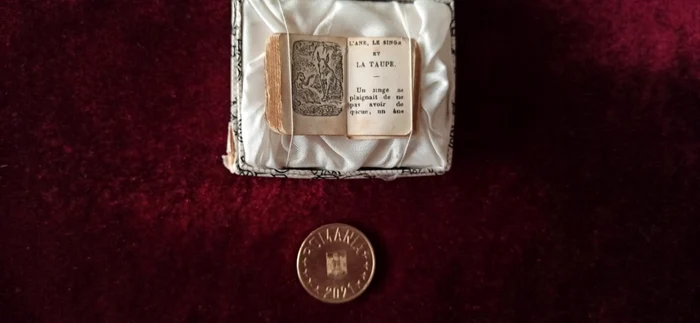 L'ANE, LE SINGE
ET
LA TAUPE.
Un singe se
plaignait de ne
pas avoir de
queue, un âne
ROMANIA
2021